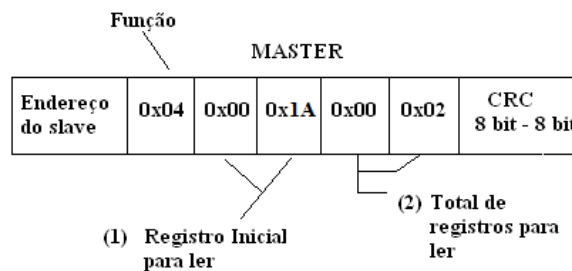 Função
MASTER
Endereço
do slave
0x04
0x00
0x1A
0x00
0x02
CRC
8 bit - 8 bit
(1) Registro Inicial
para ler
(2) Total de
registros para
ler